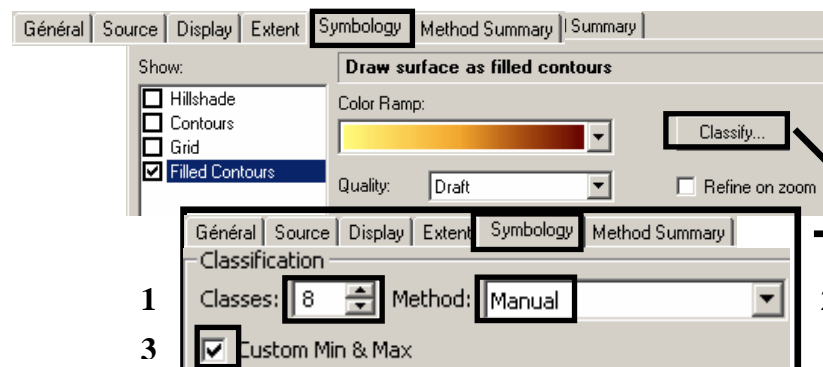 Général Source Display Extent Symbology Method Summary Summary
Show: Draw surface as filled contours
Hillshade Color Ramp:
Contours Classify...
Grid
Filled Contours Quality: Draft Refine on zoom
Général Source Display Extent Symbology Method Summary
Classification
1 Classes: 8 Method: Manual
3 Custom Min & Max